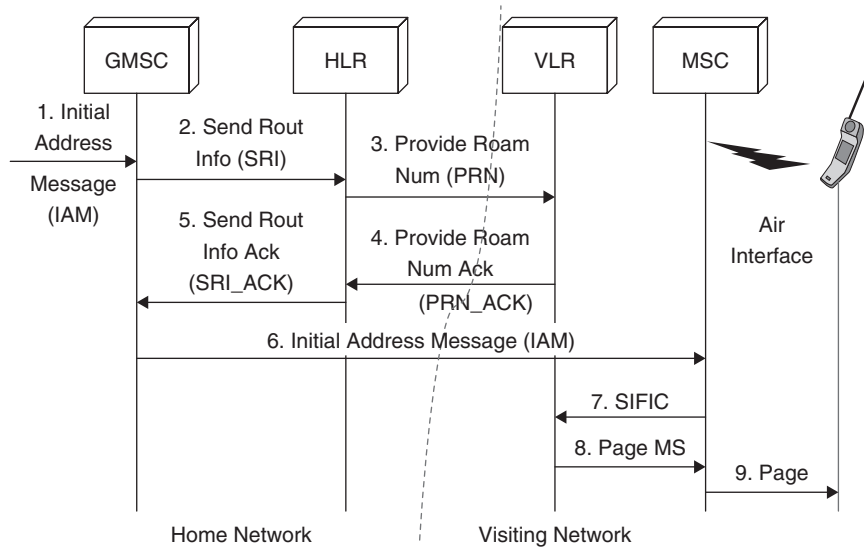 GMSC
HLR
VLR
MSC
1. Initial
Address
Message
(IAM)
2. Send Rout
Info (SRI)
3. Provide Roam
Num (PRN)
5. Send Rout
Info Ack
(SRI_ACK)
4. Provide Roam
Num Ack
(PRN_ACK)
Air
Interface
6. Initial Address Message (IAM)
7. SIFIC
8. Page MS
9. Page
Home Network
Visiting Network